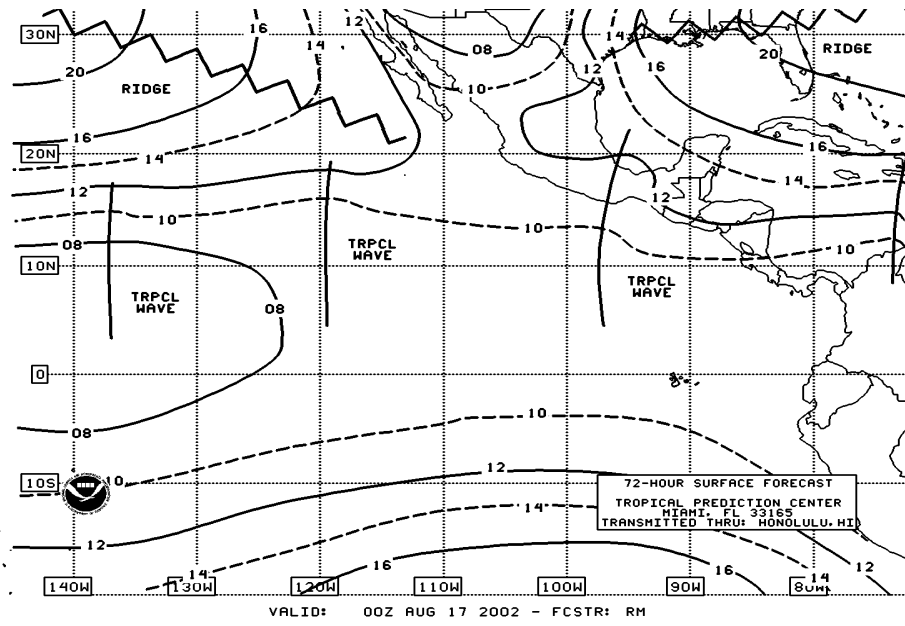 12
16
14
08
14
30N
12
16
20
20
RIDGE
10
RIDGE
16
14
20N
16
14
12
12
10
10
08
TRPCL
WAVE
10
10N
TRPCL
WAVE
TRPCL
WAVE
08
0
08
10
12
10S
10
72-HOUR SURFACE FORECAST
TROPICAL PREDICTION CENTER
MIAMI, FL 33165
TRANSMITTED THRU: HONOLULU,HI
14
12
16
16
12
14
14
140W
130W
120W
110W
100W
90W
80W
VALID: 00Z AUG 17 2002 - FCSTR: RM